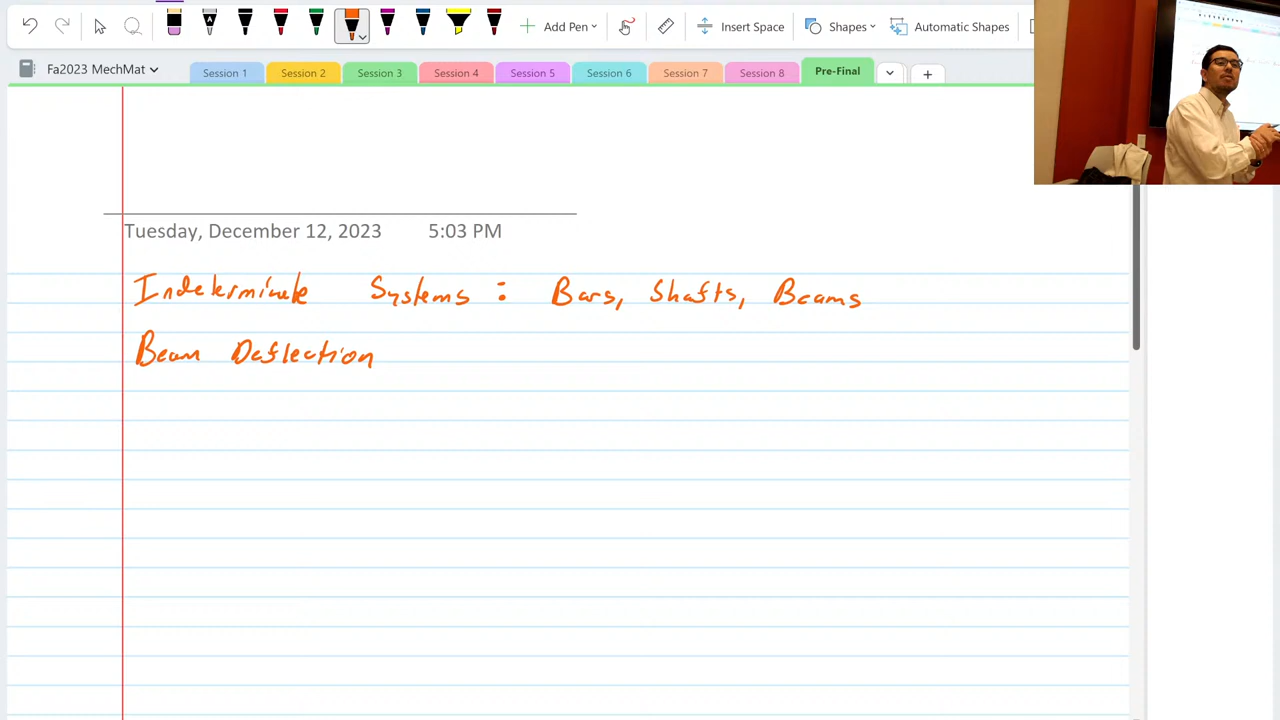 Add Pen
Insert Space
Shapes
Automatic Shapes
Fa2023 MechMat
Session 1
Session 2
Session 3
Session 4
Session 5
Session 6
Session 7
Session 8
Pre-Final
Tuesday, December 12, 2023 5:03 PM
Indeterminate Systems : Bars, Shafts, Beams
Beam Deflection